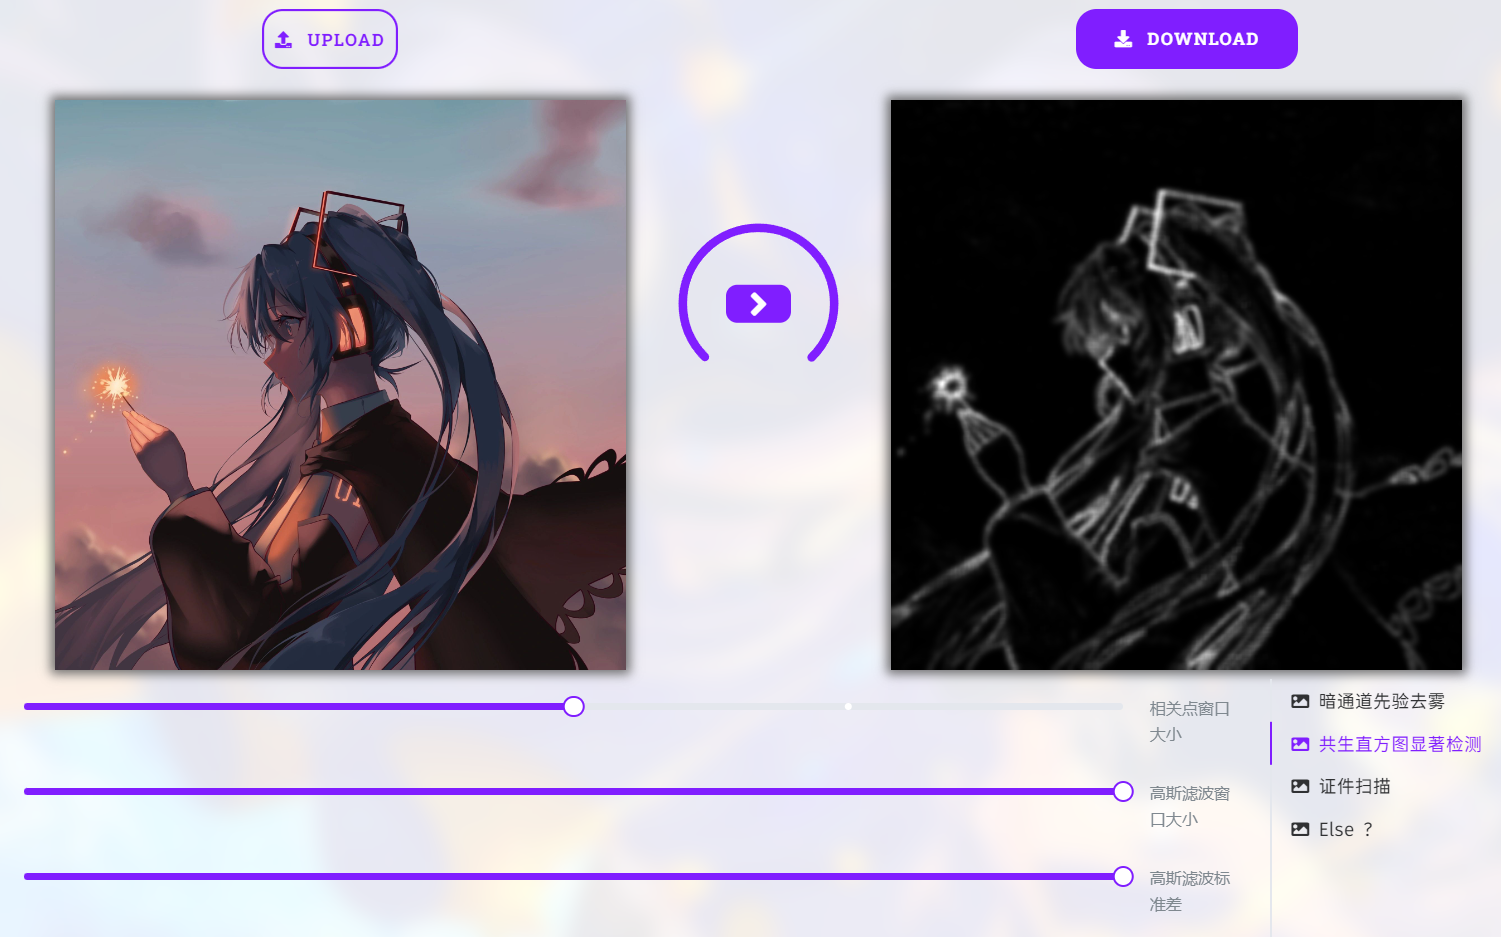 UPLOAD
DOWNLOAD
01
相关点窗口
大小
高斯滤波窗
口大小
高斯滤波标
准差
暗通道先验去雾
共生直方图显著检测
证件扫描
Else ？